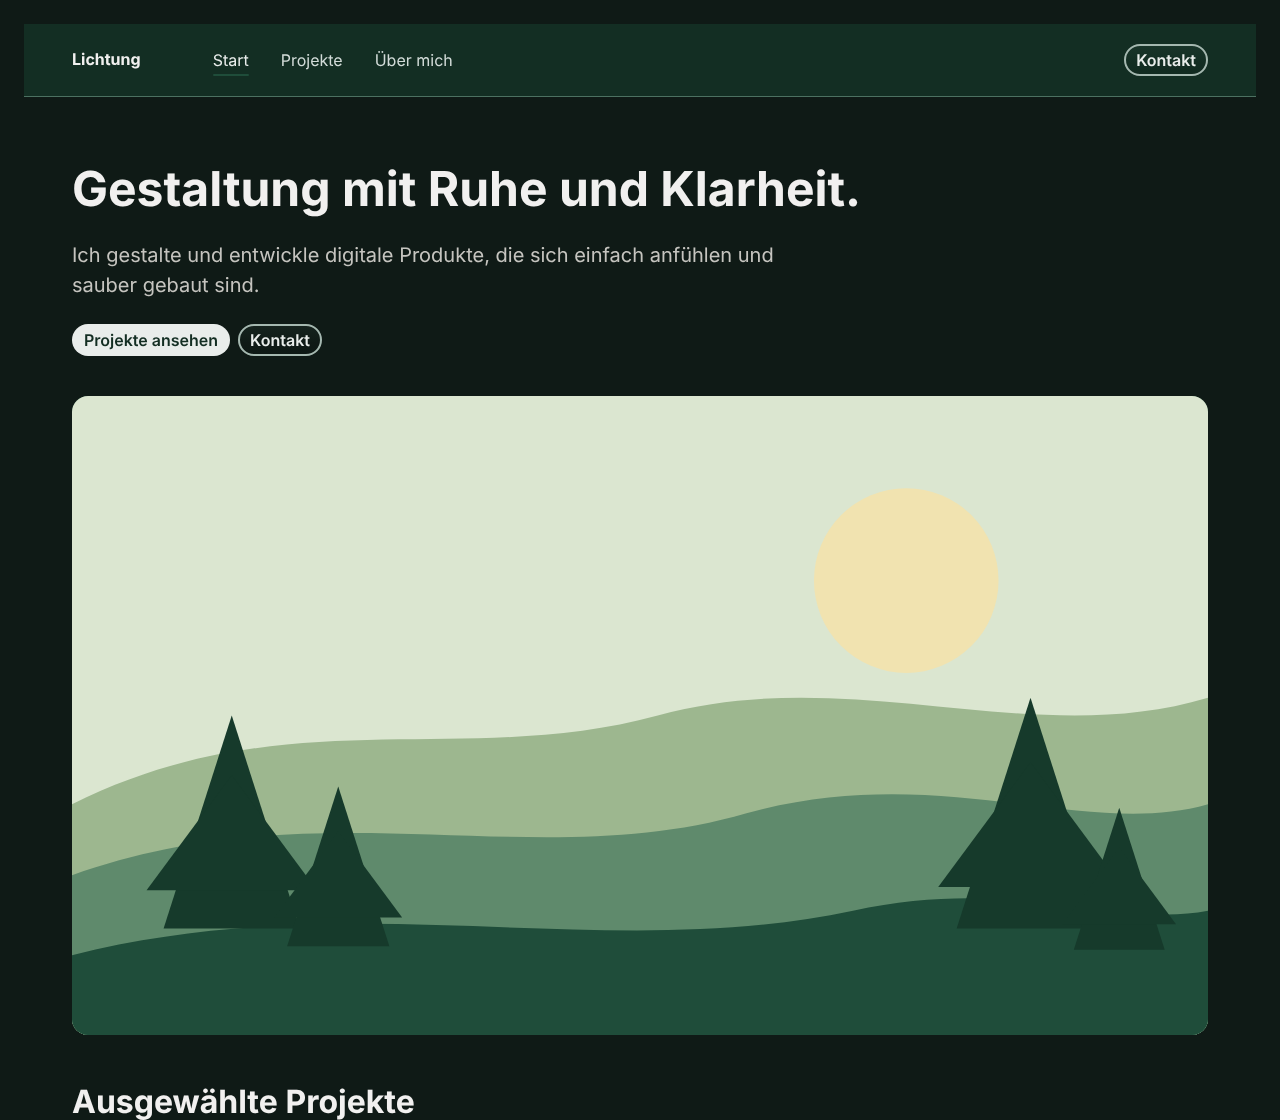 Lichtung
Start
Projekte
Über mich
Kontakt
Gestaltung mit Ruhe und Klarheit.
Ich gestalte und entwickle digitale Produkte, die sich einfach anfühlen und
sauber gebaut sind.
Projekte ansehen
Kontakt
Ausgewählte Projekte